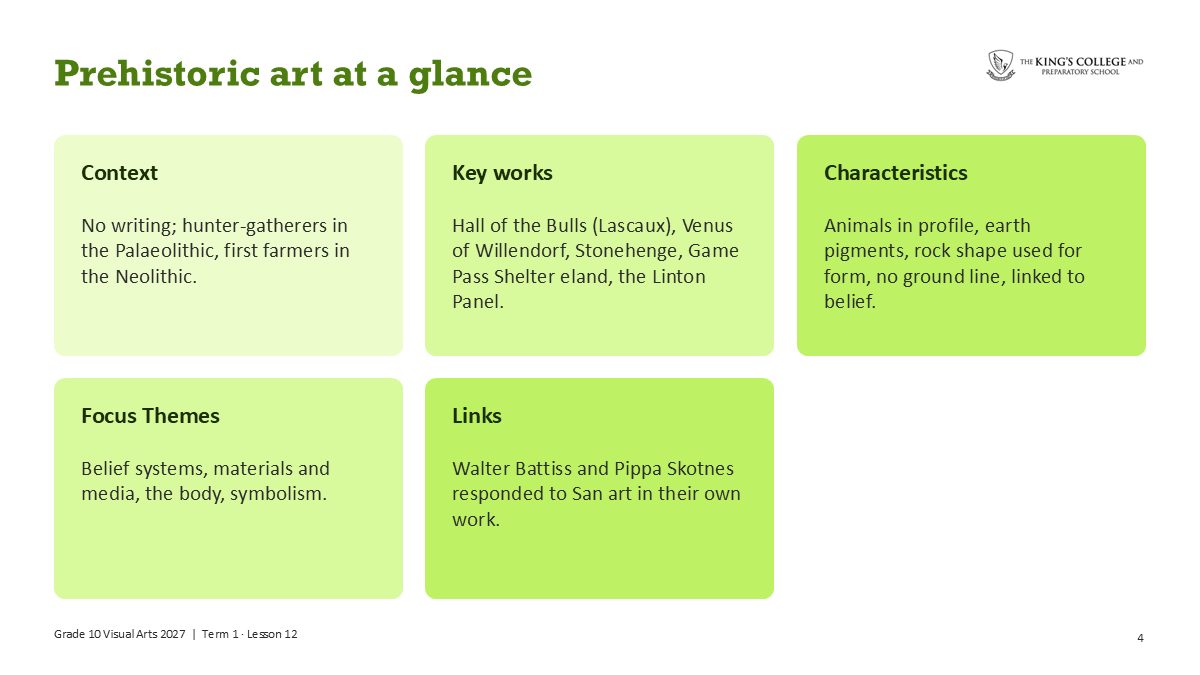 Prehistoric art at a glance
THE KING'S COLLEGE AND
PREPARATORY SCHOOL
Context
No writing; hunter-gatherers in
the Palaeolithic, first farmers in
the Neolithic.
Key works
Hall of the Bulls (Lascaux), Venus
of Willendorf, Stonehenge, Game
Pass Shelter eland, the Linton
Panel.
Characteristics
Animals in profile, earth
pigments, rock shape used for
form, no ground line, linked to
belief.
Focus Themes
Belief systems, materials and
media, the body, symbolism.
Links
Walter Battiss and Pippa Skotnes
responded to San art in their own
work.
Grade 10 Visual Arts 2027 | Term 1 · Lesson 12
4